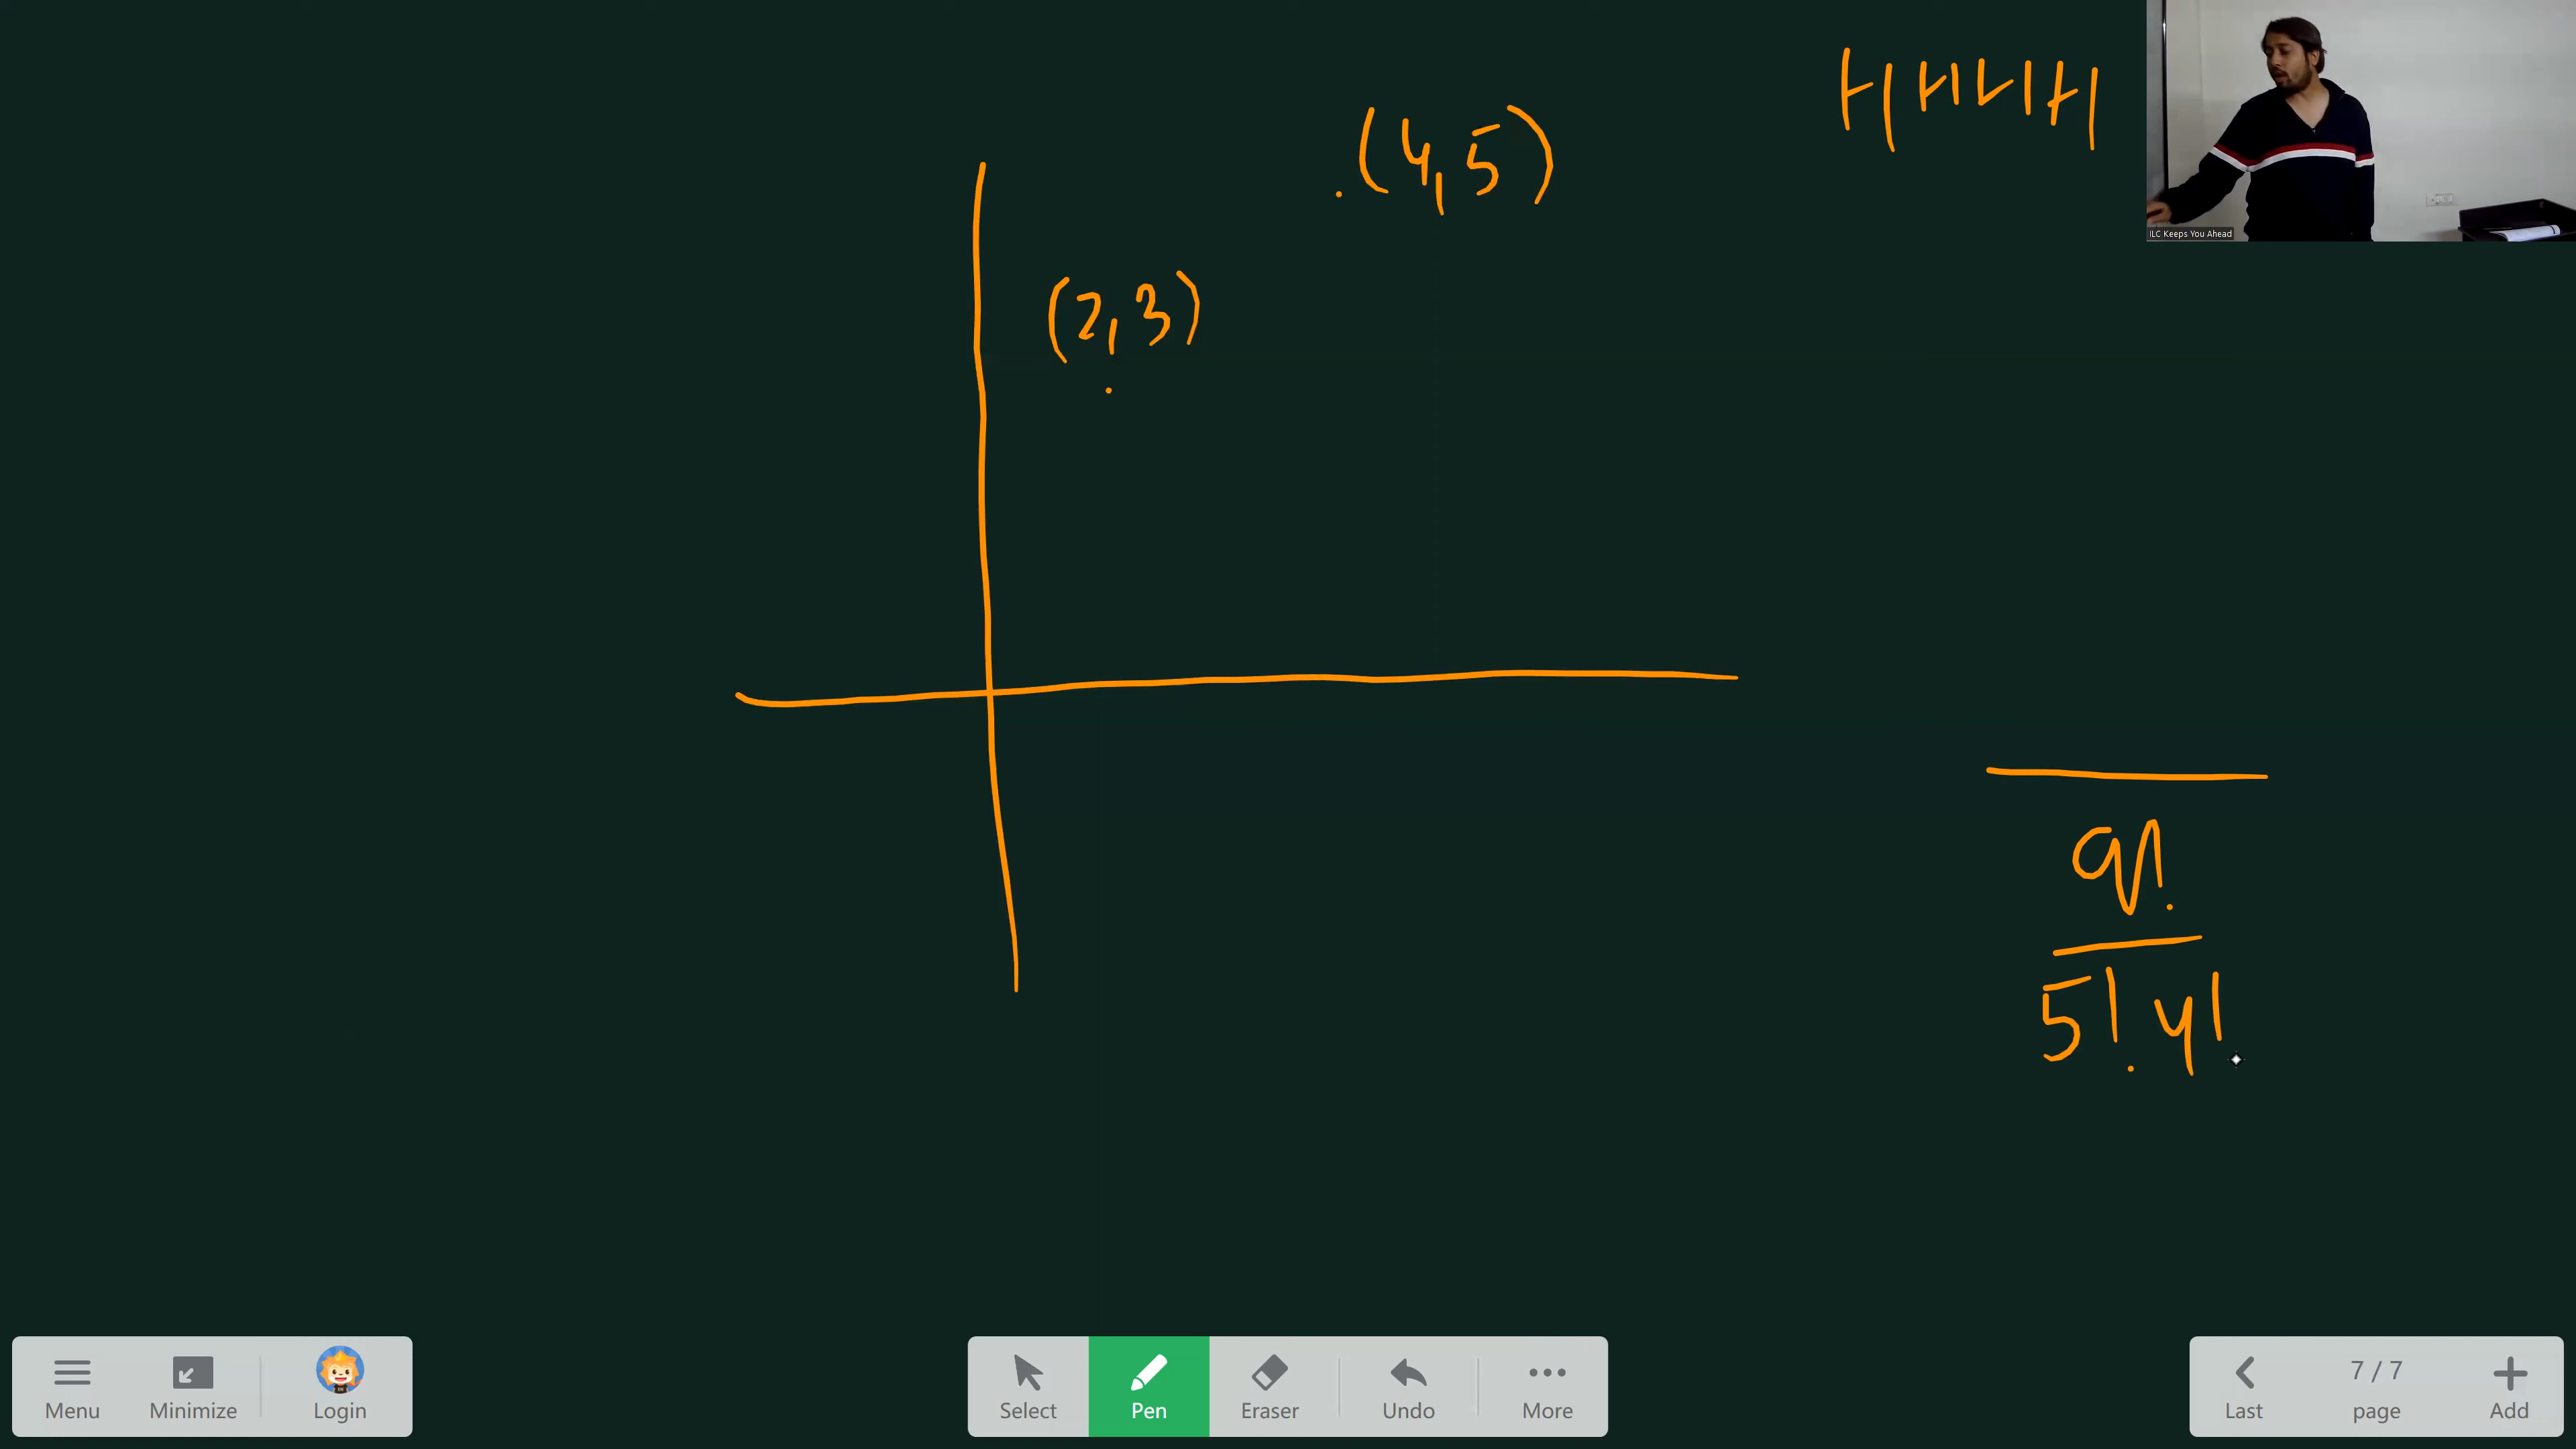 HHHH
.(4,5)
ILC Keeps You Ahead
(2,3)
9!
5! 4!
Menu
Minimize
Login
Select
Pen
Eraser
Undo
More
Last
7 / 7
page
Add